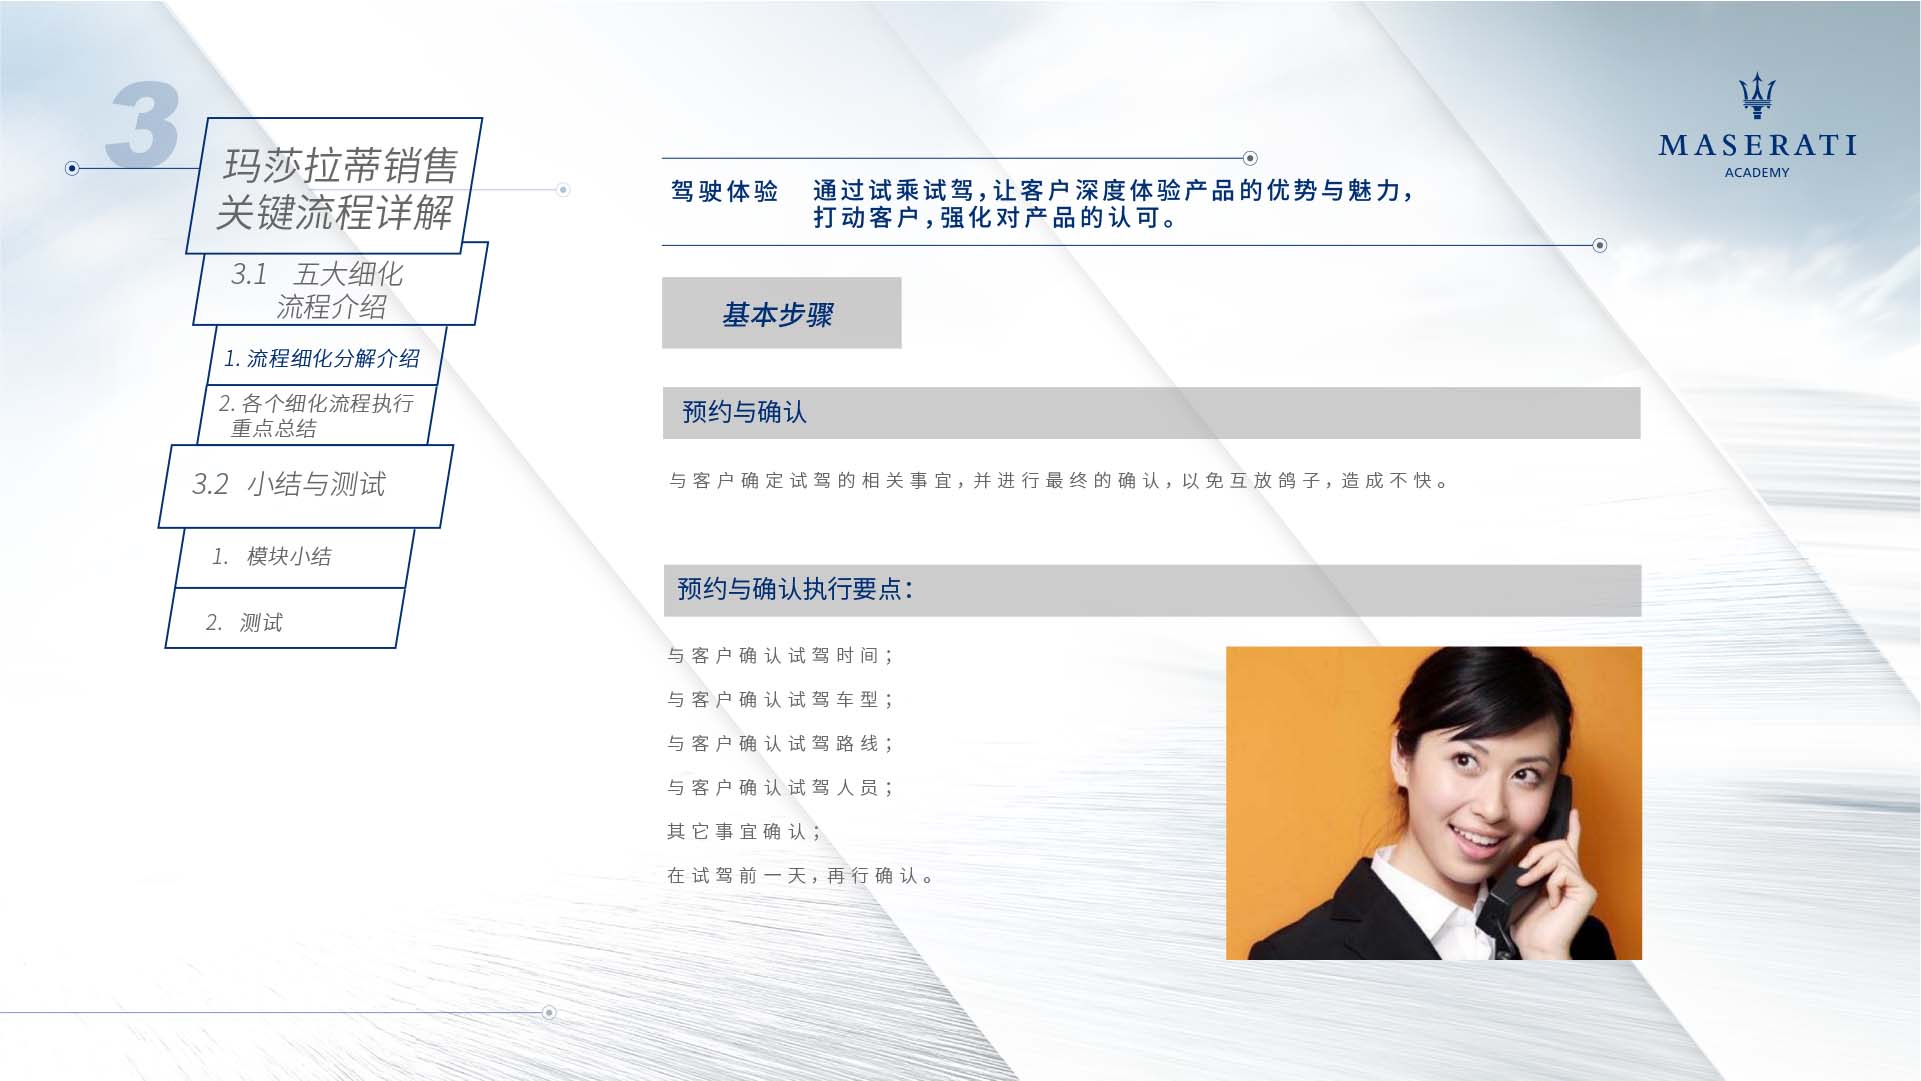 3
玛莎拉蒂销售
关键流程详解
3.1 五大细化
流程介绍
1. 流程细化分解介绍
2. 各个细化流程执行
重点总结
3.2 小结与测试
1. 模块小结
2. 测试
MASERATI
ACADEMY
驾驶体验 通过试乘试驾,让客户深度体验产品的优势与魅力,
打动客户,强化对产品的认可。
基本步骤
预约与确认
与客户确定试驾的相关事宜,并进行最终的确认,以免互放鸽子,造成不快。
预约与确认执行要点：
与客户确认试驾时间；
与客户确认试驾车型；
与客户确认试驾路线；
与客户确认试驾人员；
其它事宜确认；
在试驾前一天,再行确认。